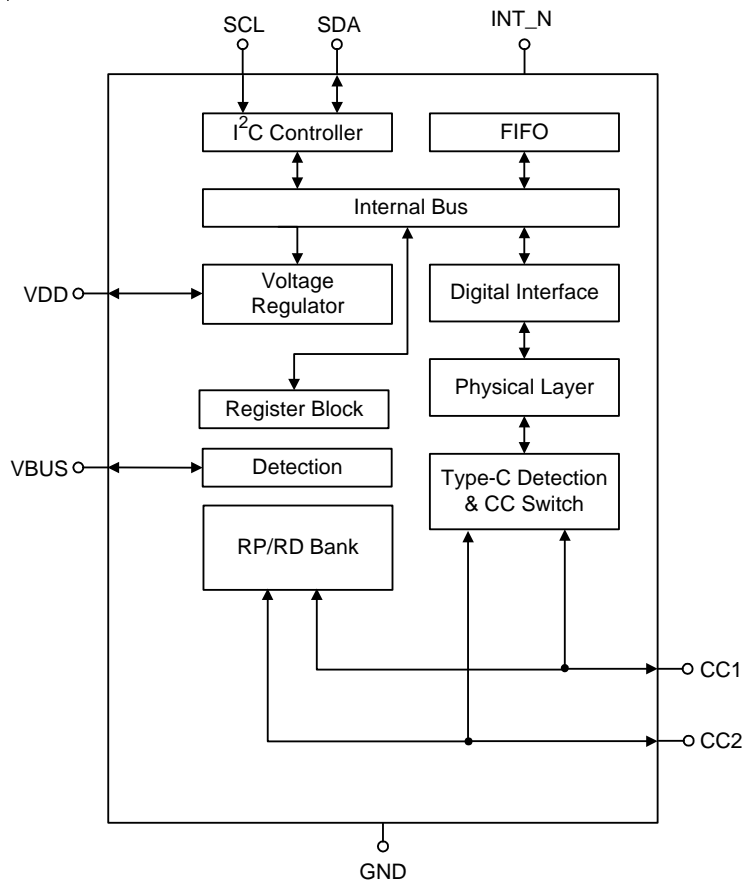 SCL
SDA
INT_N
I²C Controller
FIFO
Internal Bus
VDD
Voltage
Regulator
Digital Interface
Physical Layer
Register Block
VBUS
Detection
Type-C Detection
& CC Switch
RP/RD Bank
CC1
CC2
GND